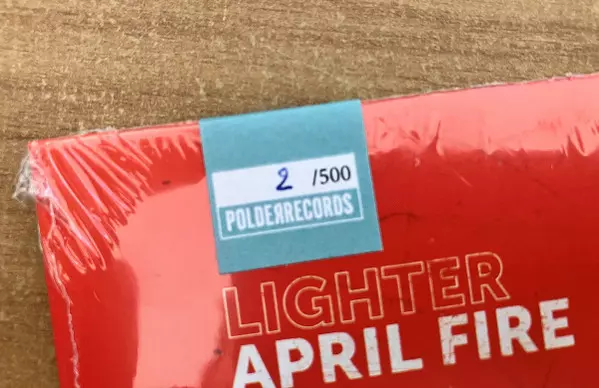 2 /500
POLDERRECORDS
LIGHTER
APRIL FIRE